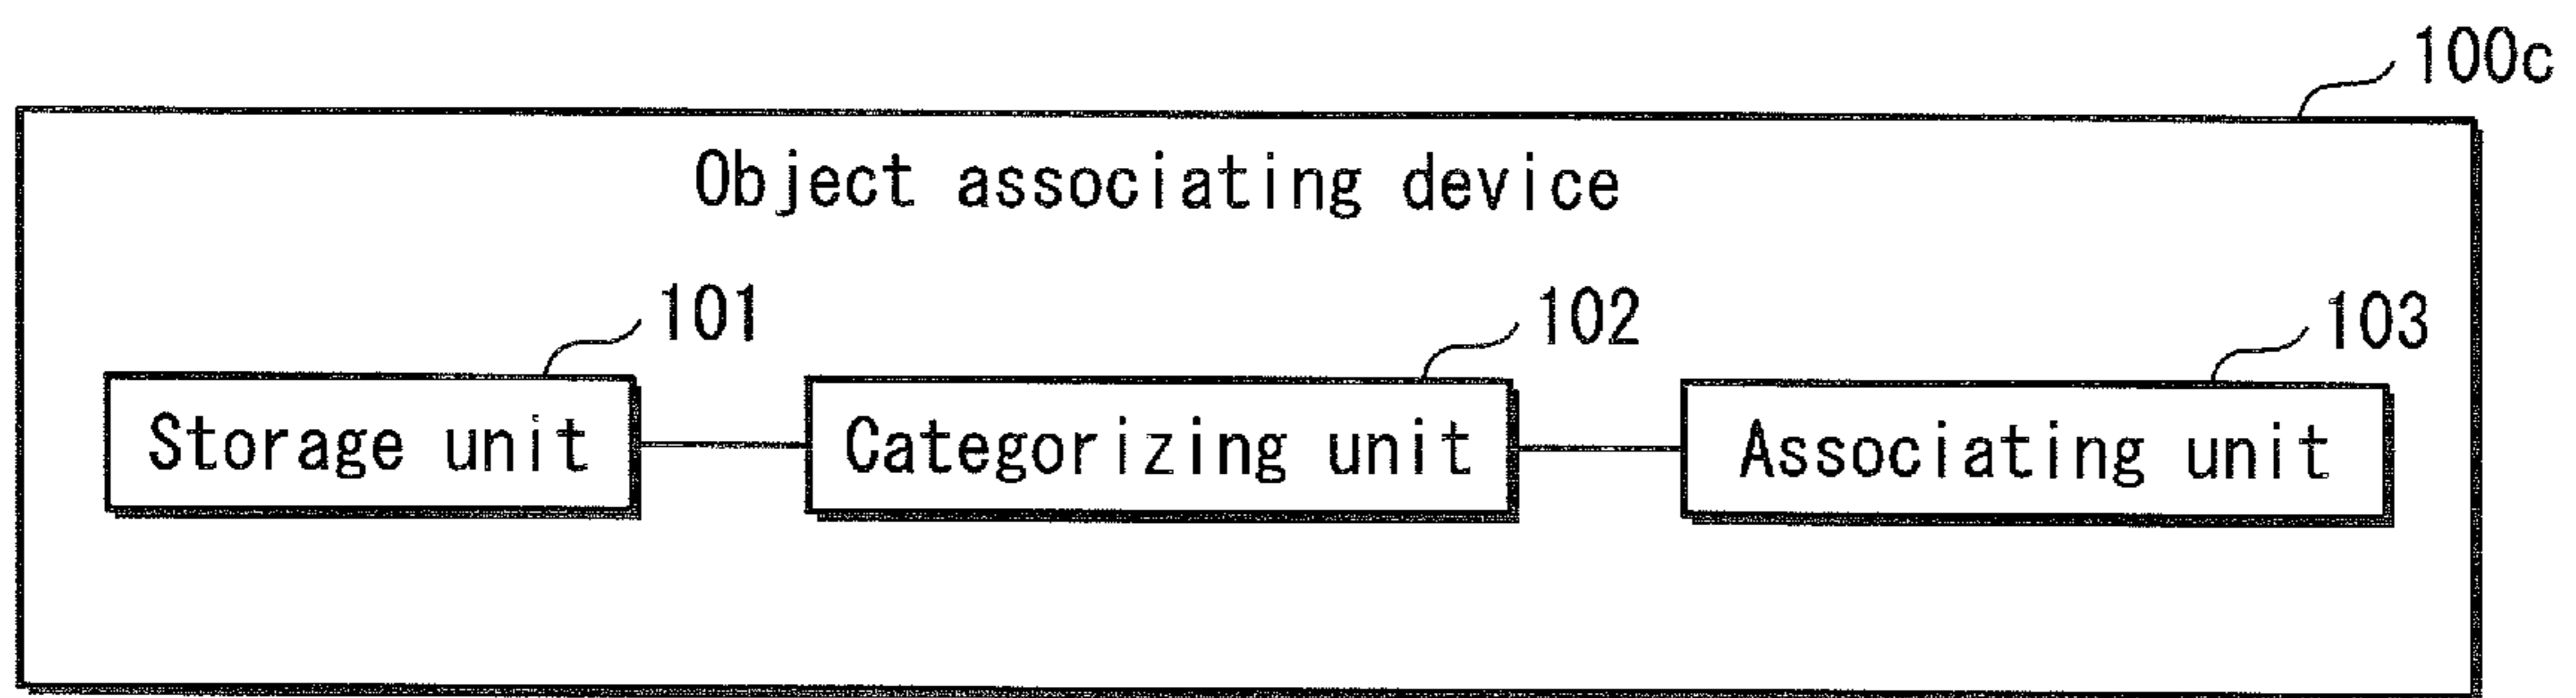 100c
Object associating device
101
102
103
Storage unit
Categorizing unit
Associating unit